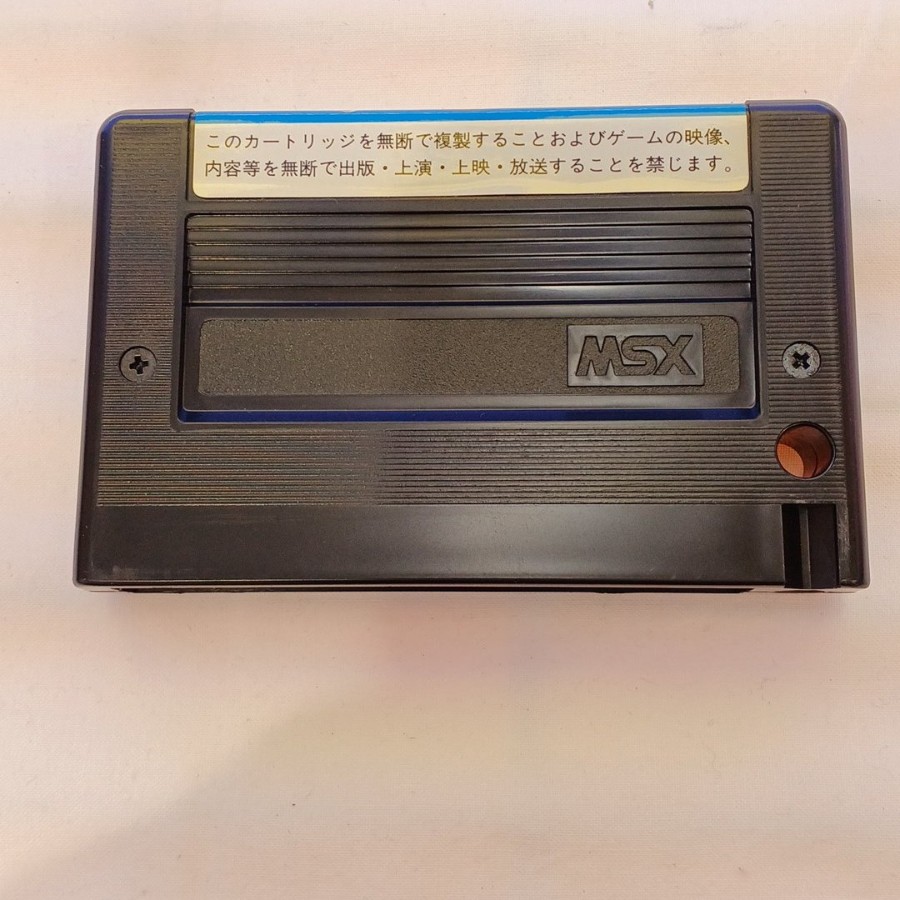 このカートリッジを無断で複製することおよびゲームの映像、
内容等を無断で出版・上演・上映・放送することを禁じます。
MSX